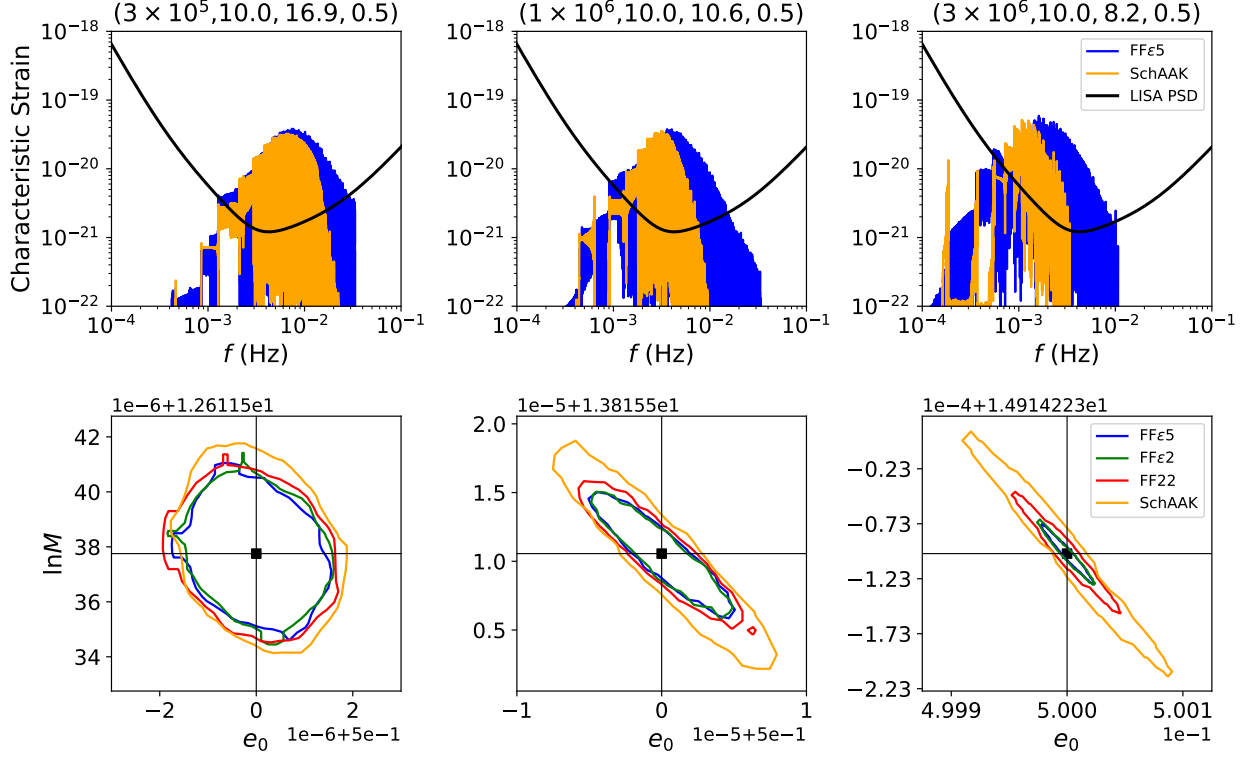 (3 × 10⁵, 10.0, 16.9, 0.5)
(1 × 10⁶, 10.0, 10.6, 0.5)
(3 × 10⁶, 10.0, 8.2, 0.5)
Characteristic Strain
10⁻¹⁸
10⁻¹⁹
10⁻²⁰
10⁻²¹
10⁻²²
10⁻⁴
10⁻³
10⁻²
10⁻¹
f (Hz)
10⁻¹⁸
10⁻¹⁹
10⁻²⁰
10⁻²¹
10⁻²²
10⁻⁴
10⁻³
10⁻²
10⁻¹
f (Hz)
10⁻¹⁸
10⁻¹⁹
10⁻²⁰
10⁻²¹
10⁻²²
FFε5
SchAAK
LISA PSD
10⁻⁴
10⁻³
10⁻²
10⁻¹
f (Hz)
1e−6+1.26115e1
lnM
42
40
38
36
34
−2
0
2
e₀
1e−6+5e−1
1e−5+1.38155e1
2.0
1.5
1.0
0.5
−1
0
1
e₀
1e−5+5e−1
1e−4+1.4914223e1
−0.23
−0.73
−1.23
−1.73
−2.23
FFε5
FFε2
FF22
SchAAK
4.999
5.000
5.001
e₀
1e−1